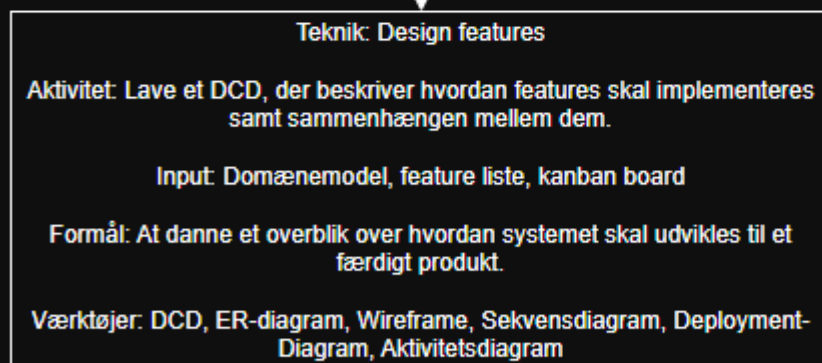 Teknik: Design features
Aktivitet: Lave et DCD, der beskriver hvordan features skal implementeres
samt sammenhængen mellem dem.
Input: Domænemodel, feature liste, kanban board
Formål: At danne et overblik over hvordan systemet skal udvikles til et
færdigt produkt.
Værktøjer: DCD, ER-diagram, Wireframe, Sekvensdiagram, Deployment-
Diagram, Aktivitetsdiagram